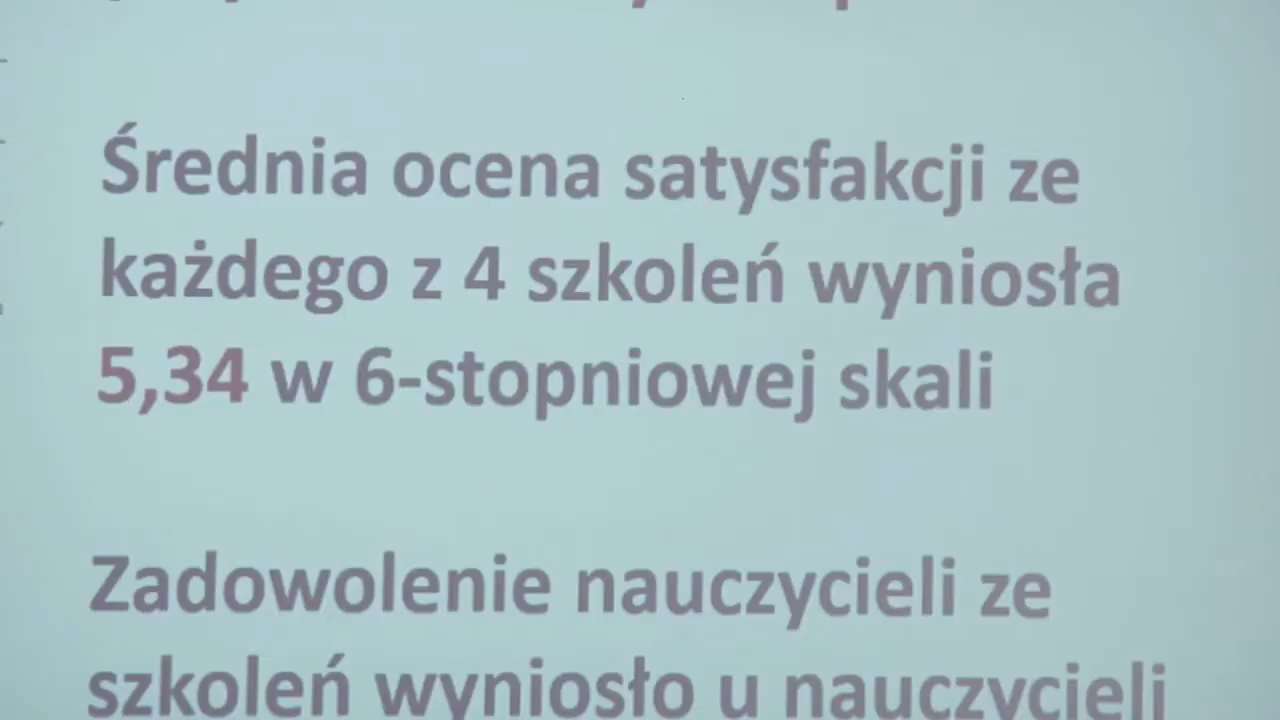 Średnia ocena satysfakcji ze
każdego z 4 szkoleń wyniosła
5,34 w 6-stopniowej skali
Zadowolenie nauczycieli ze
szkoleń wyniosło u nauczycieli